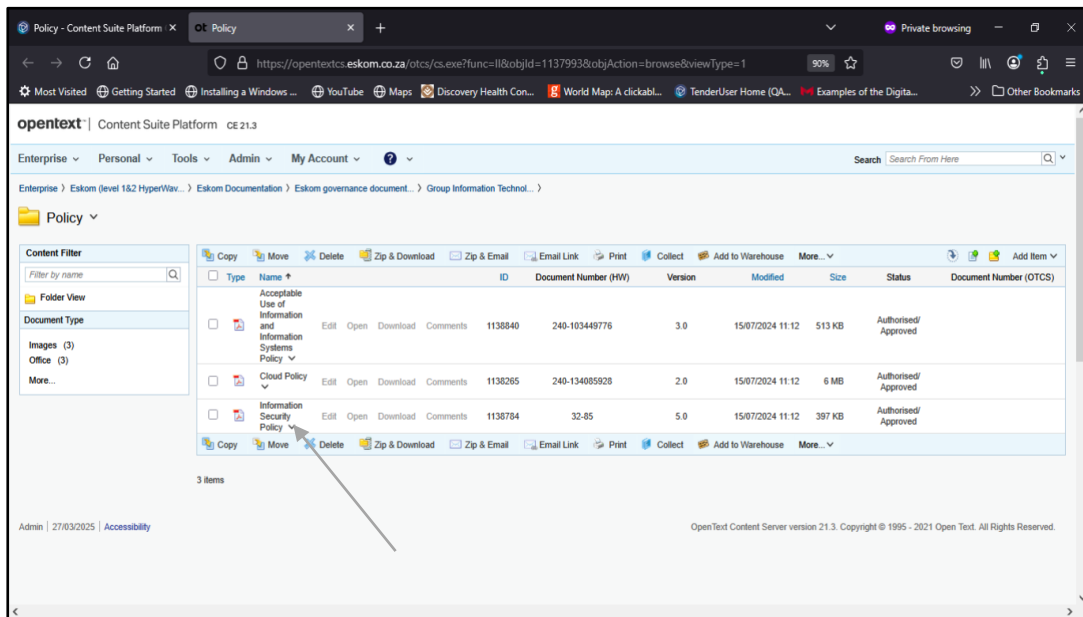 Policy - Content Suite Platform
ot Policy
Private browsing
https://opentextcs.eskom.co.za/otcs/cs.exe?func=ll&objId=1137993&objAction=browse&viewType=1
90%
Most Visited Getting Started Installing a Windows ... YouTube Maps Discovery Health Con... World Map: A clickabl... TenderUser Home (QA... Examples of the Digita... Other Bookmarks
opentext™ | Content Suite Platform CE 21.3
Enterprise Personal Tools Admin My Account ? Search Search From Here
Enterprise > Eskom (level 1&2 HyperWav... > Eskom Documentation > Eskom governance document... > Group Information Technol... >
Policy
Content Filter
Filter by name
Folder View
Document Type
Images (3)
Office (3)
More...
Copy Move Delete Zip & Download Zip & Email Email Link Print Collect Add to Warehouse More... Add Item
Type Name ID Document Number (HW) Version Modified Size Status Document Number (OTCS)
Acceptable
Use of
Information
and
Information
Systems
Policy
Edit Open Download Comments 1138840 240-103449776 3.0 15/07/2024 11:12 513 KB
Authorised/
Approved
Cloud Policy
Edit Open Download Comments 1138265 240-134085928 2.0 15/07/2024 11:12 6 MB
Authorised/
Approved
Information
Security
Policy
Edit Open Download Comments 1138784 32-85 5.0 15/07/2024 11:12 397 KB
Authorised/
Approved
Copy Move Delete Zip & Download Zip & Email Email Link Print Collect Add to Warehouse More...
3 items
Admin | 27/03/2025 | Accessibility
OpenText Content Server version 21.3. Copyright © 1995 - 2021 Open Text. All Rights Reserved.